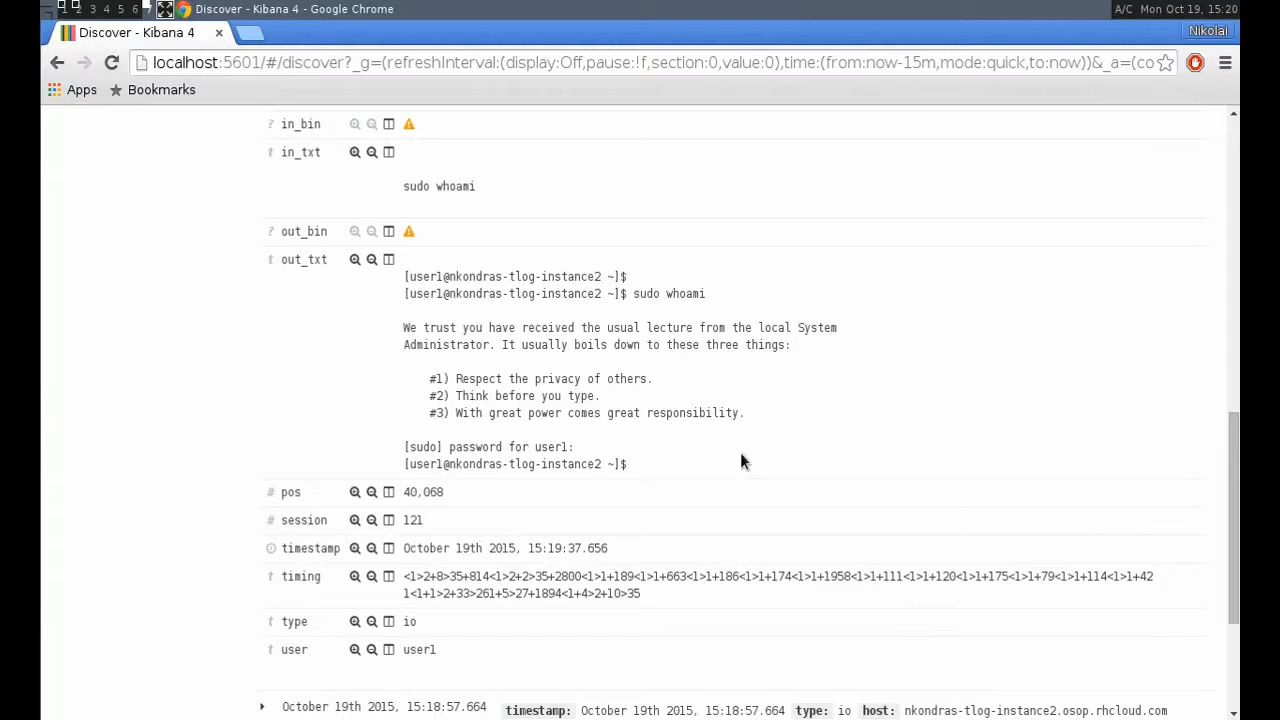 1 2 3 4 5 6 7 Discover - Kibana 4 - Google Chrome A/C Mon Oct 19, 15:20
Discover - Kibana 4 × Nikolai
localhost:5601/#/discover?_g=(refreshInterval:(display:Off,pause:!f,section:0,value:0),time:(from:now-15m,mode:quick,to:now))&_a=(co
Apps Bookmarks
? in_bin
t in_txt
sudo whoami
? out_bin
t out_txt
[user1@nkondras-tlog-instance2 ~]$
[user1@nkondras-tlog-instance2 ~]$ sudo whoami
We trust you have received the usual lecture from the local System
Administrator. It usually boils down to these three things:
#1) Respect the privacy of others.
#2) Think before you type.
#3) With great power comes great responsibility.
[sudo] password for user1:
[user1@nkondras-tlog-instance2 ~]$
# pos 40,068
# session 121
timestamp October 19th 2015, 15:19:37.656
t timing <1>2+8>35+814<1>2+2>35+2800<1>1+189<1>1+663<1>1+186<1>1+174<1>1+1958<1>1+111<1>1+120<1>1+175<1>1+79<1>1+114<1>1+42
1<1+1>2+33>261+5>27+1894<1+4>2+10>35
t type io
t user user1
October 19th 2015, 15:18:57.664 timestamp: October 19th 2015, 15:18:57.664 type: io host: nkondras-tlog-instance2.osop.rhcloud.com